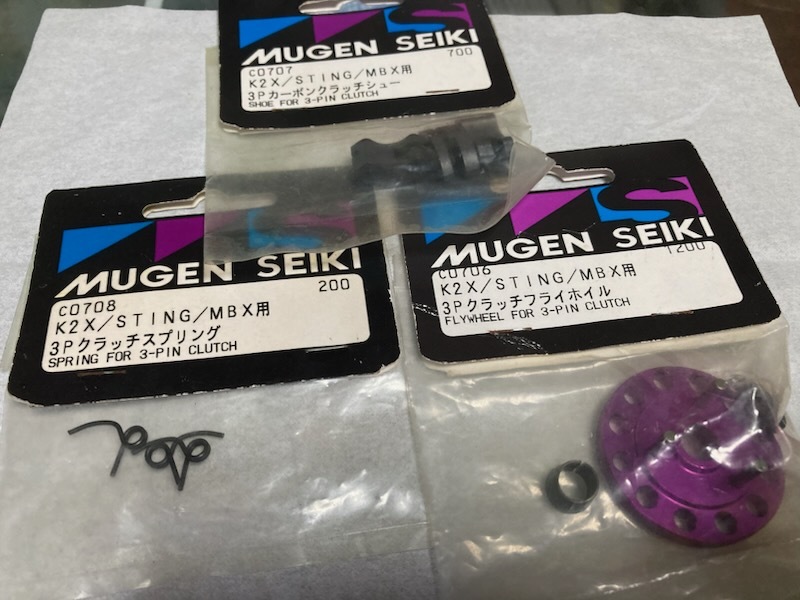 MUGEN SEIKI
C0707 700
K2X/STING/MBX用
3Pカーボンクラッチシュー
SHOE FOR 3-PIN CLUTCH
MUGEN SEIKI
C0708 200
K2X/STING/MBX用
3Pクラッチスプリング
SPRING FOR 3-PIN CLUTCH
MUGEN SEIKI
C0706 1200
K2X/STING/MBX用
3Pクラッチフライホイル
FLYWHEEL FOR 3-PIN CLUTCH